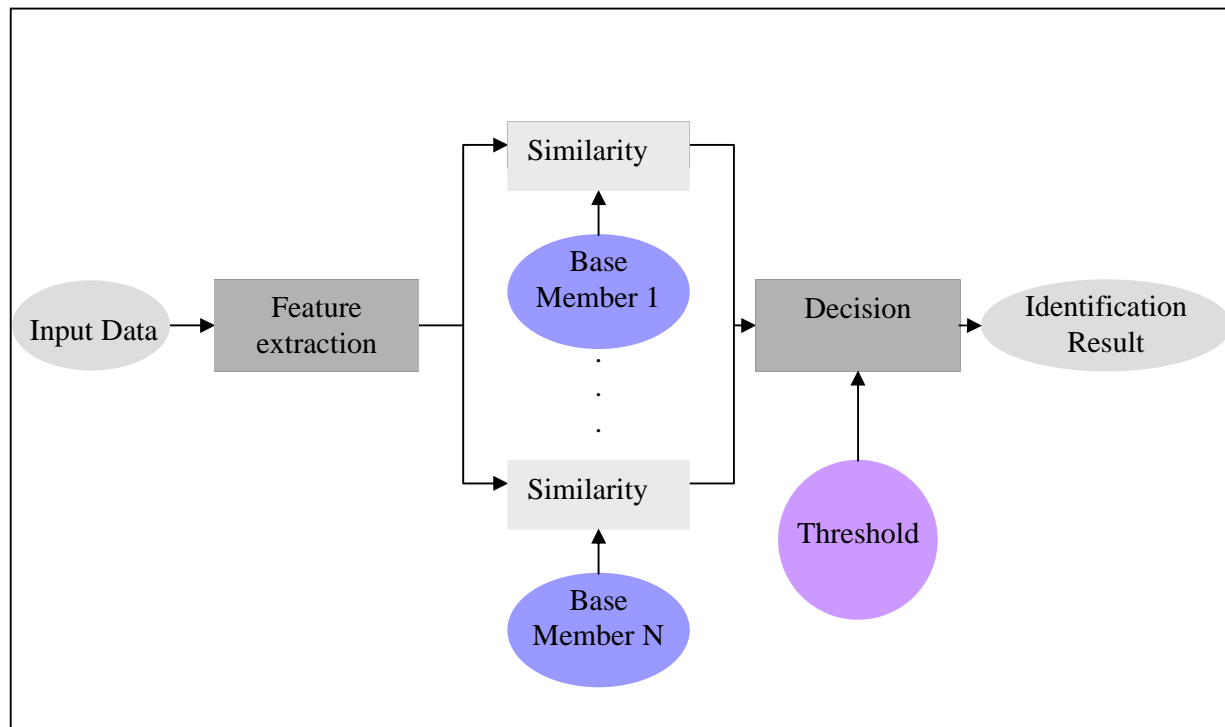 Similarity
Base
Member 1
Input Data
Feature
extraction
Decision
Identification
Result
.
.
.
.
Similarity
Threshold
Base
Member N